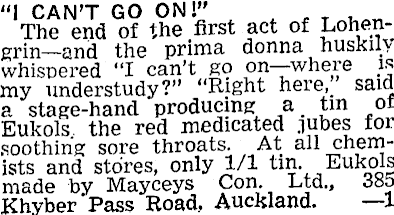 "I CAN'T GO ON!"
The end of the first act of Lohen-
grin—and the prima donna huskily
whispered "I can't go on—where is
my understudy?" "Right here," said
a stage-hand producing a tin of
Eukols, the red medicated jubes for
soothing sore throats. At all chem-
ists and stores, only 1/1 tin. Eukols
made by Mayceys Con. Ltd., 385
Khyber Pass Road, Auckland. —1